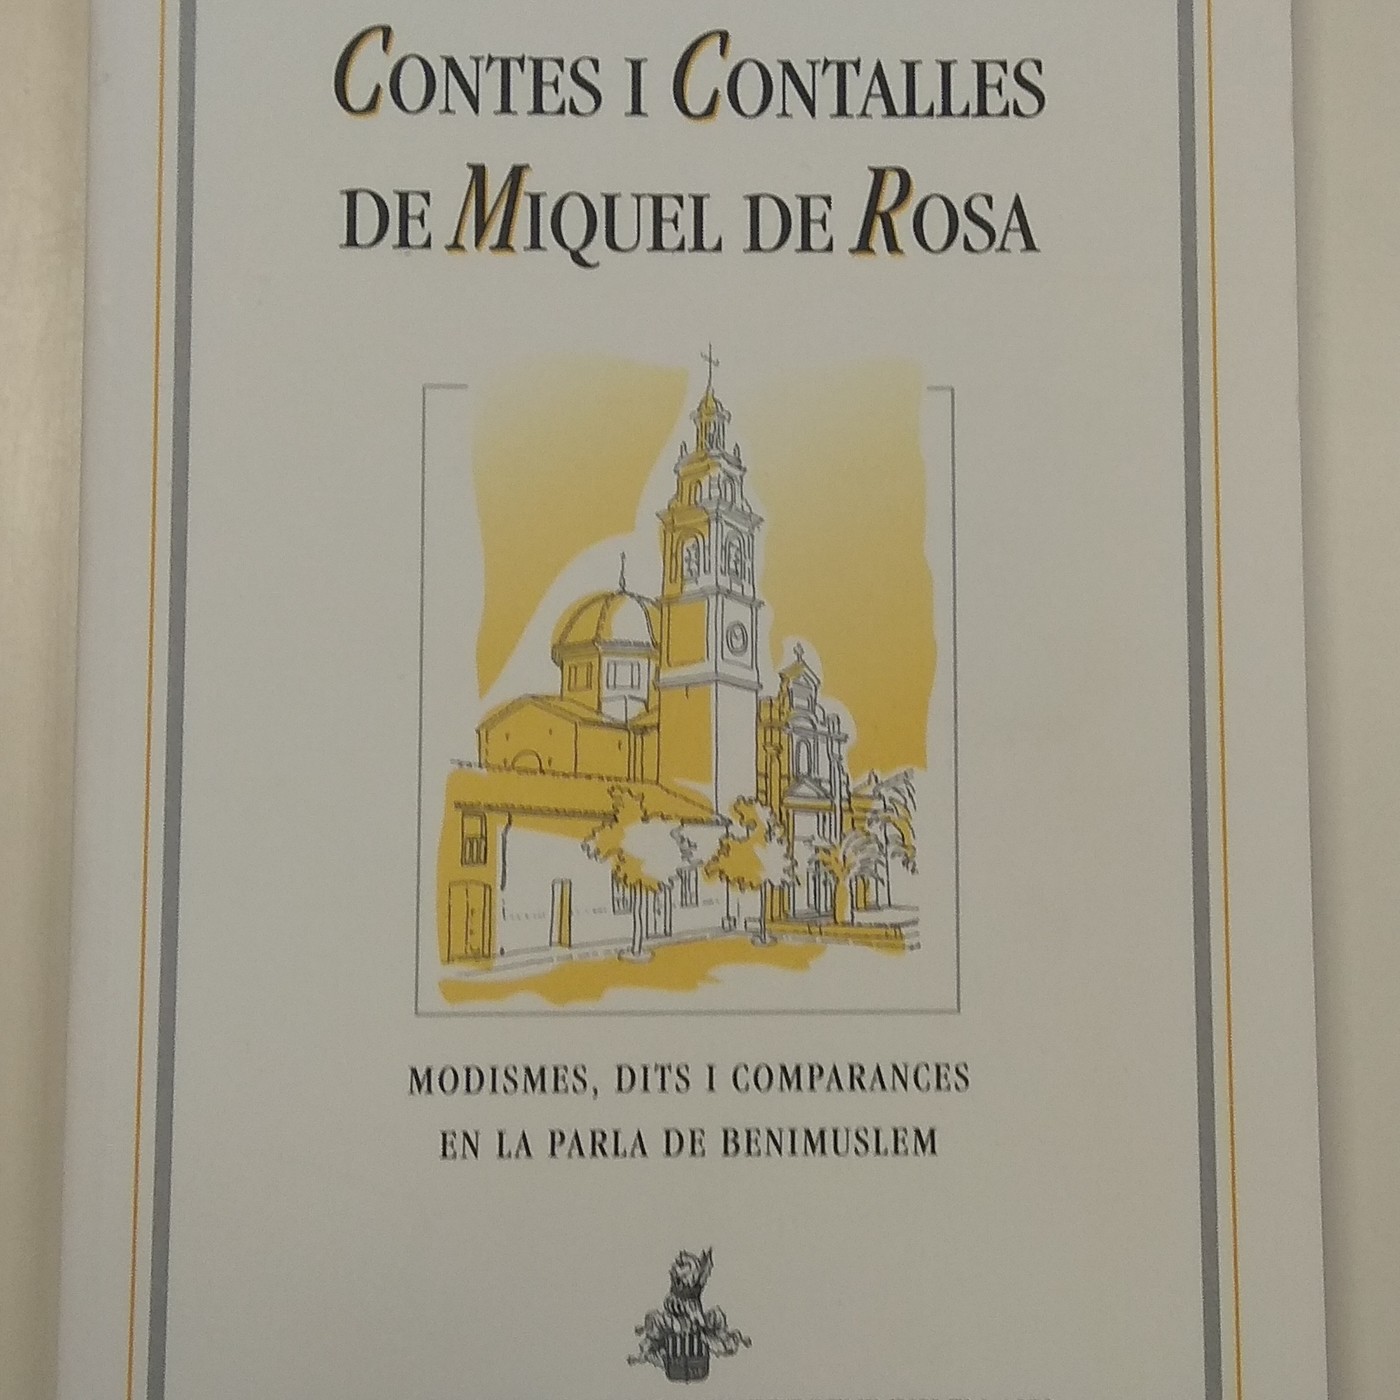 CONTES I CONTALLES
DE MIQUEL DE ROSA
MODISMES, DITS I COMPARANCES
EN LA PARLA DE BENIMUSLEM